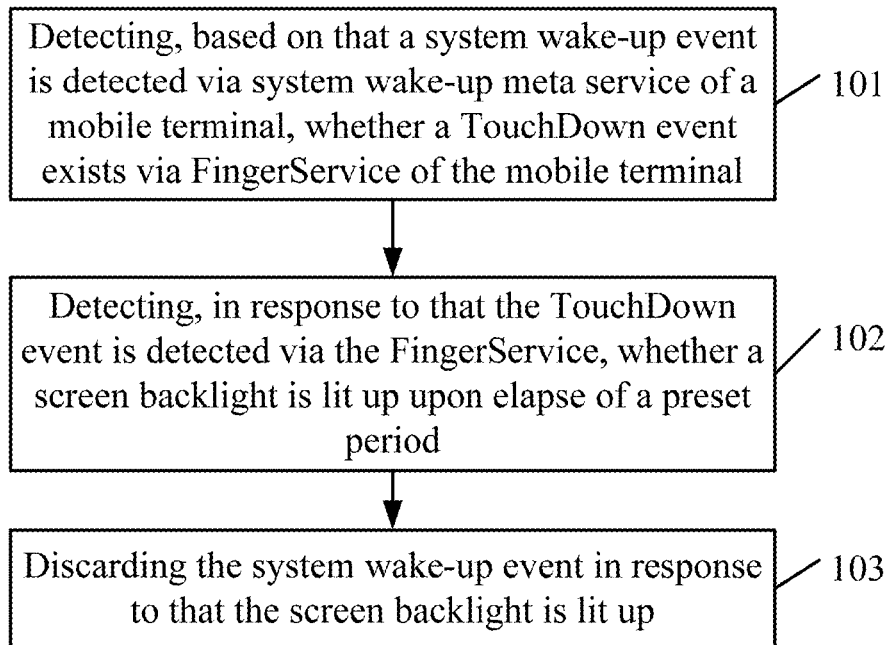 Detecting, based on that a system wake-up event
is detected via system wake-up meta service of a
mobile terminal, whether a TouchDown event
exists via FingerService of the mobile terminal
101
Detecting, in response to that the TouchDown
event is detected via the FingerService, whether a
screen backlight is lit up upon elapse of a preset
period
102
Discarding the system wake-up event in response
to that the screen backlight is lit up
103